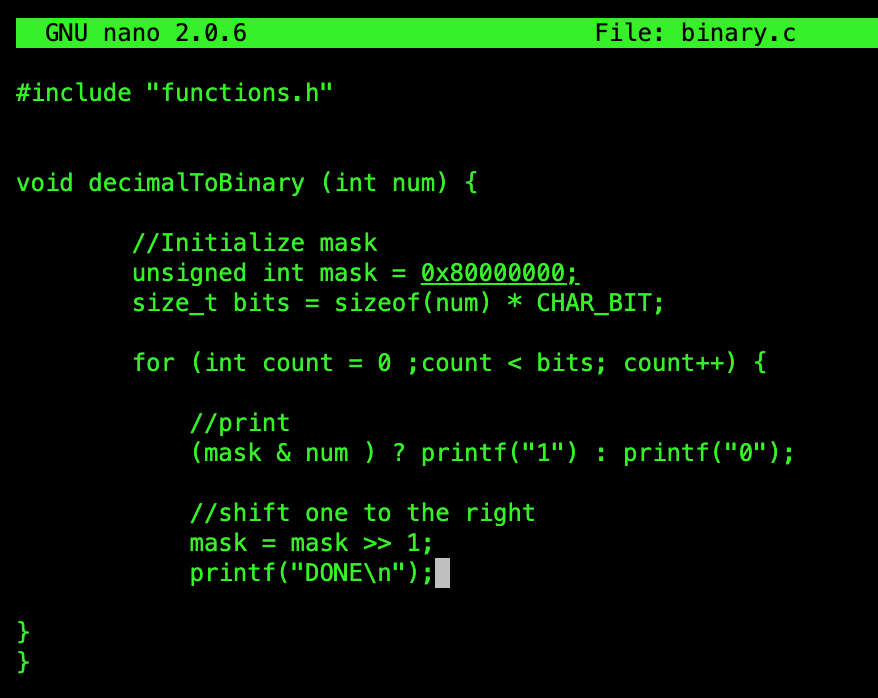 GNU nano 2.0.6 File: binary.c
#include "functions.h"
void decimalToBinary (int num) {
//Initialize mask
unsigned int mask = 0x80000000;
size_t bits = sizeof(num) * CHAR_BIT;
for (int count = 0 ;count < bits; count++) {
//print
(mask & num ) ? printf("1") : printf("0");
//shift one to the right
mask = mask >> 1;
printf("DONE\n");
}
}